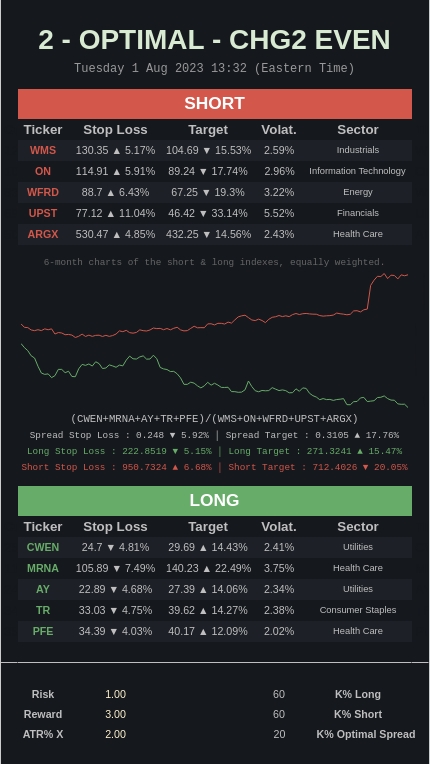 2 - OPTIMAL - CHG2 EVEN
Tuesday 1 Aug 2023 13:32 (Eastern Time)
SHORT
Ticker Stop Loss Target Volat. Sector
WMS 130.35 ▲ 5.17% 104.69 ▼ 15.53% 2.59% Industrials
ON 114.91 ▲ 5.91% 89.24 ▼ 17.74% 2.96% Information Technology
WFRD 88.7 ▲ 6.43% 67.25 ▼ 19.3% 3.22% Energy
UPST 77.12 ▲ 11.04% 46.42 ▼ 33.14% 5.52% Financials
ARGX 530.47 ▲ 4.85% 432.25 ▼ 14.56% 2.43% Health Care
6-month charts of the short & long indexes, equally weighted.
(CWEN+MRNA+AY+TR+PFE)/(WMS+ON+WFRD+UPST+ARGX)
Spread Stop Loss : 0.248 ▼ 5.92% | Spread Target : 0.3105 ▲ 17.76%
Long Stop Loss : 222.8519 ▼ 5.15% | Long Target : 271.3241 ▲ 15.47%
Short Stop Loss : 950.7324 ▲ 6.68% | Short Target : 712.4026 ▼ 20.05%
LONG
Ticker Stop Loss Target Volat. Sector
CWEN 24.7 ▼ 4.81% 29.69 ▲ 14.43% 2.41% Utilities
MRNA 105.89 ▼ 7.49% 140.23 ▲ 22.49% 3.75% Health Care
AY 22.89 ▼ 4.68% 27.39 ▲ 14.06% 2.34% Utilities
TR 33.03 ▼ 4.75% 39.62 ▲ 14.27% 2.38% Consumer Staples
PFE 34.39 ▼ 4.03% 40.17 ▲ 12.09% 2.02% Health Care
Risk 1.00 60 K% Long
Reward 3.00 60 K% Short
ATR% X 2.00 20 K% Optimal Spread